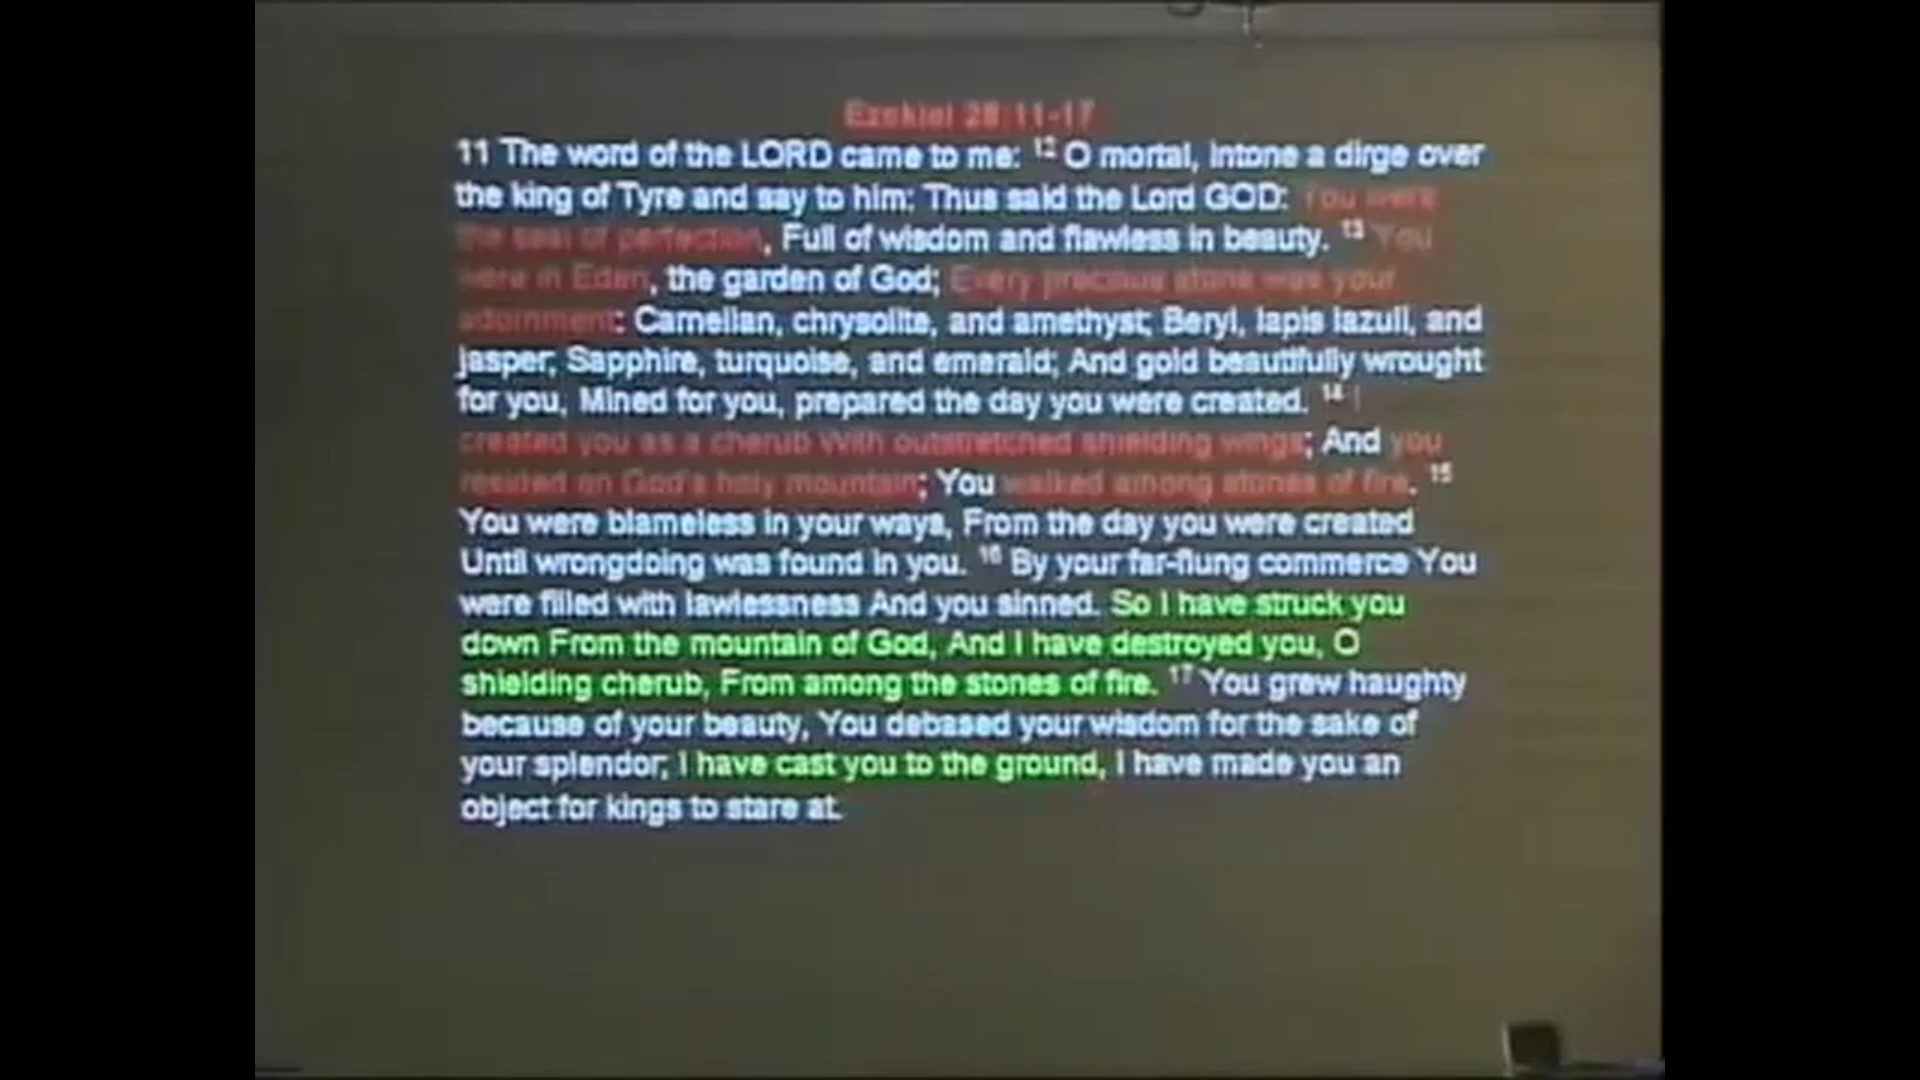 Ezekiel 28:11-17
11 The word of the LORD came to me: 12 O mortal, intone a dirge over
the king of Tyre and say to him: Thus said the Lord GOD: You were
the seal of perfection, Full of wisdom and flawless in beauty. 13 You
were in Eden, the garden of God; Every precious stone was your
adornment: Carnelian, chrysolite, and amethyst; Beryl, lapis lazuli, and
jasper; Sapphire, turquoise, and emerald; And gold beautifully wrought
for you, Mined for you, prepared the day you were created. 14 I
created you as a cherub With outstretched shielding wings; And you
resided on God's holy mountain; You walked among stones of fire. 15
You were blameless in your ways, From the day you were created
Until wrongdoing was found in you. 16 By your far-flung commerce You
were filled with lawlessness And you sinned. So I have struck you
down From the mountain of God, And I have destroyed you, O
shielding cherub, From among the stones of fire. 17 You grew haughty
because of your beauty, You debased your wisdom for the sake of
your splendor; I have cast you to the ground, I have made you an
object for kings to stare at.